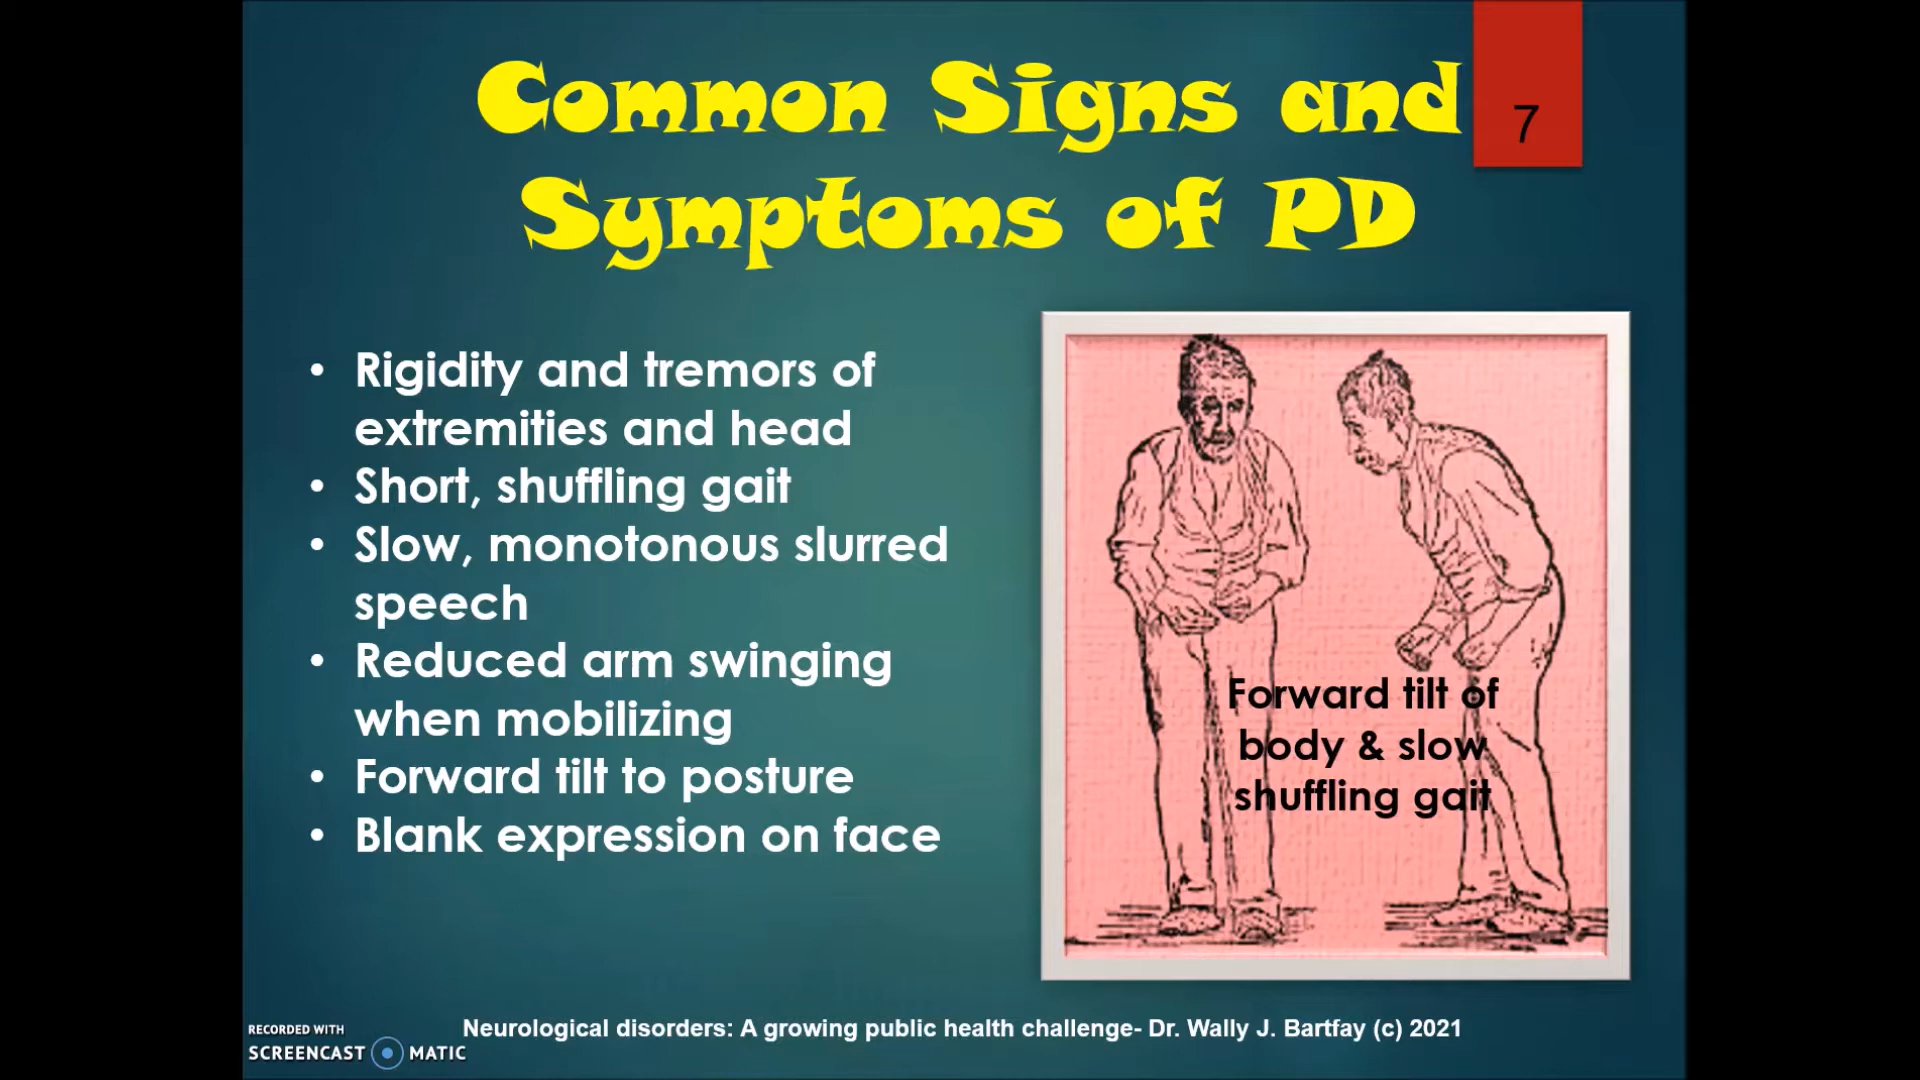 Common Signs and
Symptoms of PD
7
• Rigidity and tremors of
extremities and head
• Short, shuffling gait
• Slow, monotonous slurred
speech
• Reduced arm swinging
when mobilizing
• Forward tilt to posture
• Blank expression on face
Forward tilt of
body & slow
shuffling gait
Neurological disorders: A growing public health challenge- Dr. Wally J. Bartfay (c) 2021
RECORDED WITH
SCREENCAST MATIC